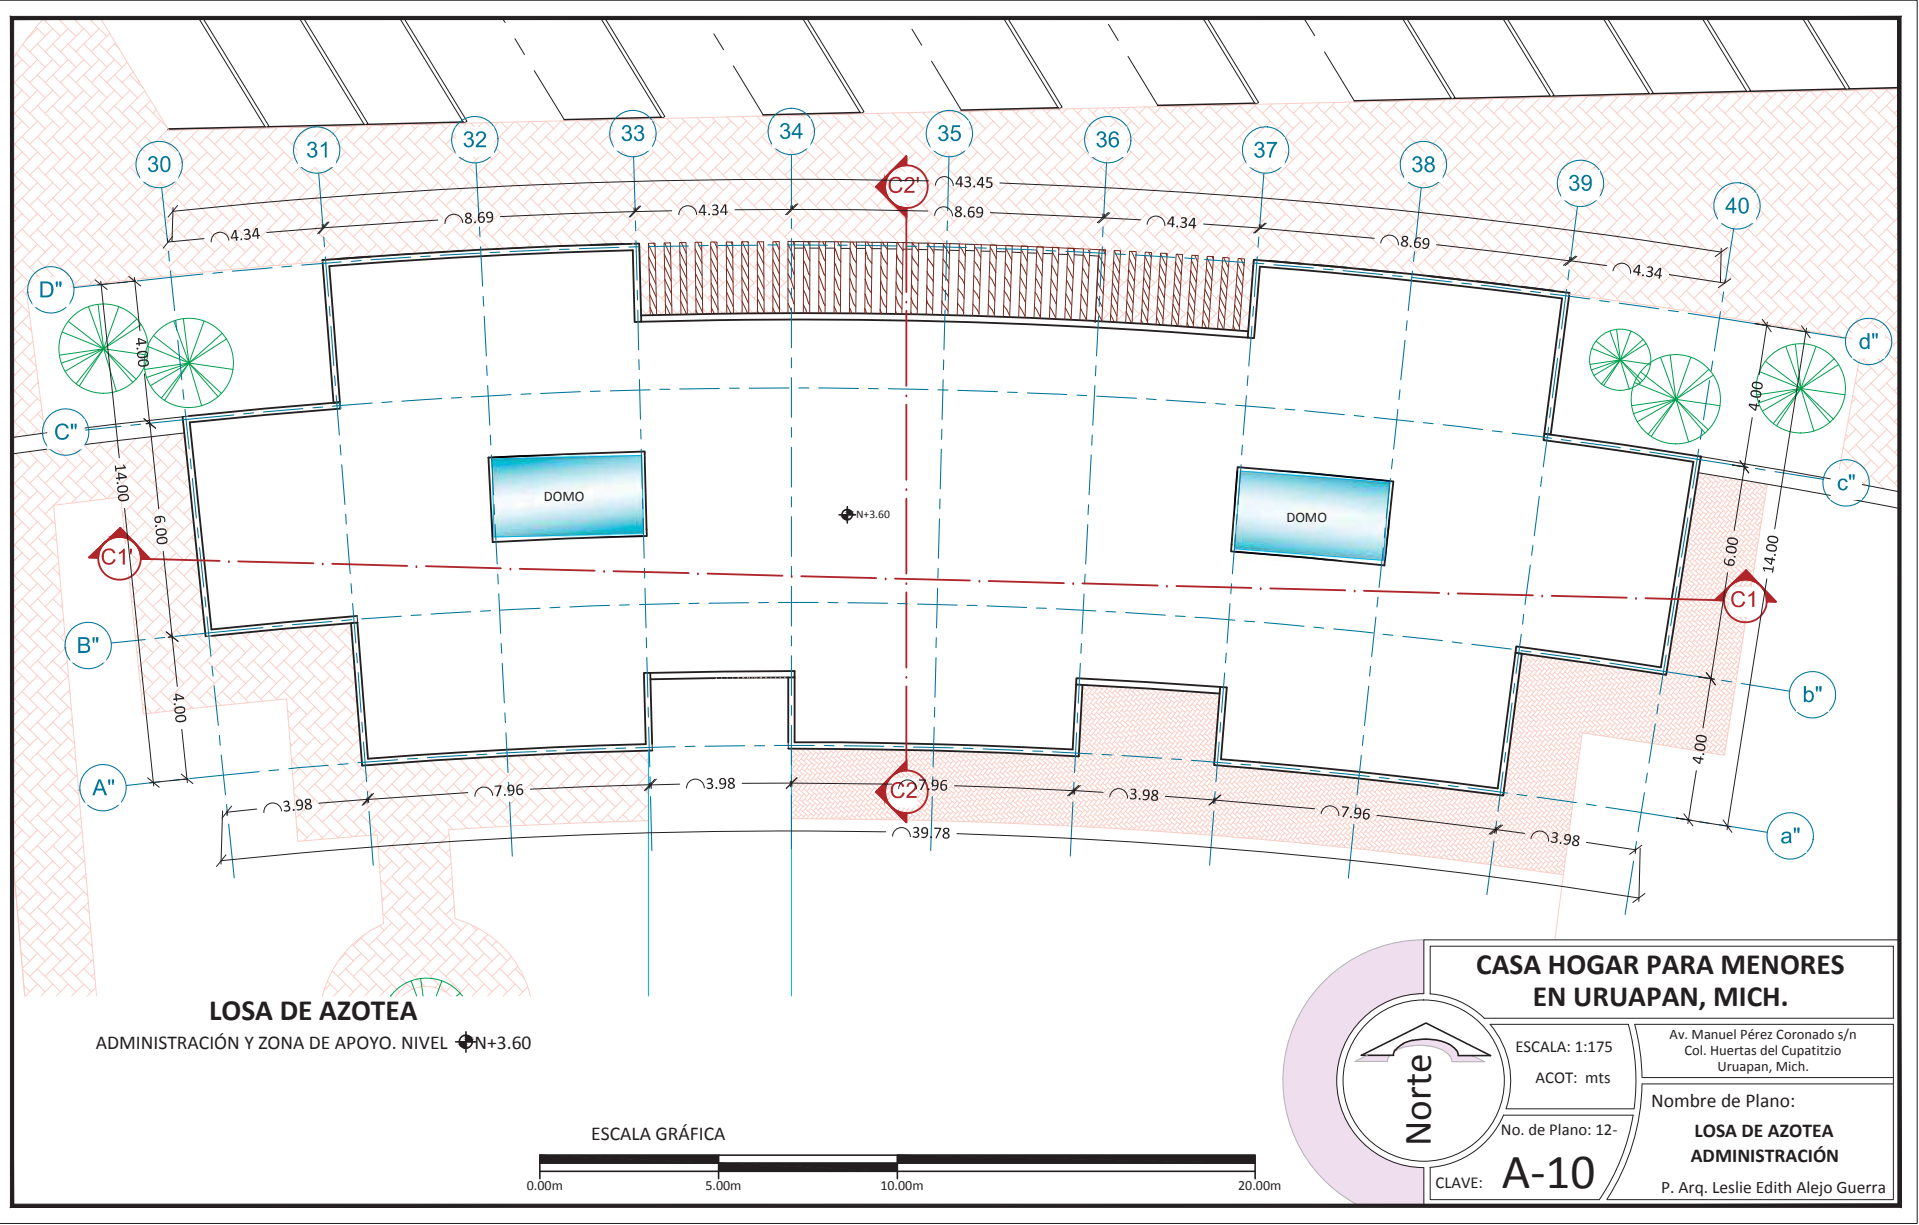 30
31
32
33
34
35
36
37
38
39
40
C2'
43.45
4.34
8.69
4.34
8.69
4.34
8.69
4.34
D"
d"
4.00
4.00
C"
c"
14.00
6.00
DOMO
DOMO
N+3.60
6.00
14.00
C1'
C1
B"
b"
4.00
4.00
A"
a"
3.98
7.96
3.98
C2
7.96
3.98
7.96
3.98
39.78
LOSA DE AZOTEA
ADMINISTRACIÓN Y ZONA DE APOYO. NIVEL N+3.60
ESCALA GRÁFICA
0.00m 5.00m 10.00m 20.00m
CASA HOGAR PARA MENORES
EN URUAPAN, MICH.
Norte
ESCALA: 1:175
ACOT: mts
Av. Manuel Pérez Coronado s/n
Col. Huertas del Cupatitzio
Uruapan, Mich.
No. de Plano: 12-
CLAVE: A-10
Nombre de Plano:
LOSA DE AZOTEA
ADMINISTRACIÓN
P. Arq. Leslie Edith Alejo Guerra